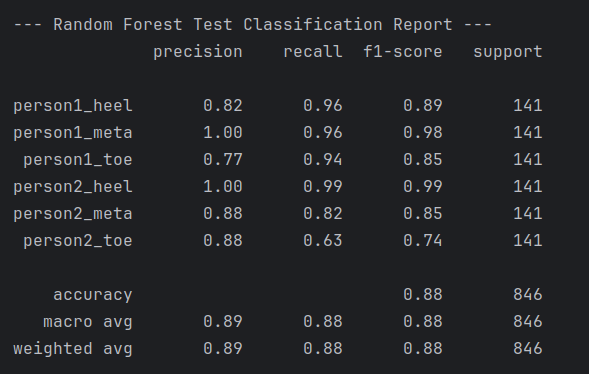 --- Random Forest Test Classification Report ---
precision recall f1-score support
person1_heel 0.82 0.96 0.89 141
person1_meta 1.00 0.96 0.98 141
person1_toe 0.77 0.94 0.85 141
person2_heel 1.00 0.99 0.99 141
person2_meta 0.88 0.82 0.85 141
person2_toe 0.88 0.63 0.74 141
accuracy 0.88 846
macro avg 0.89 0.88 0.88 846
weighted avg 0.89 0.88 0.88 846